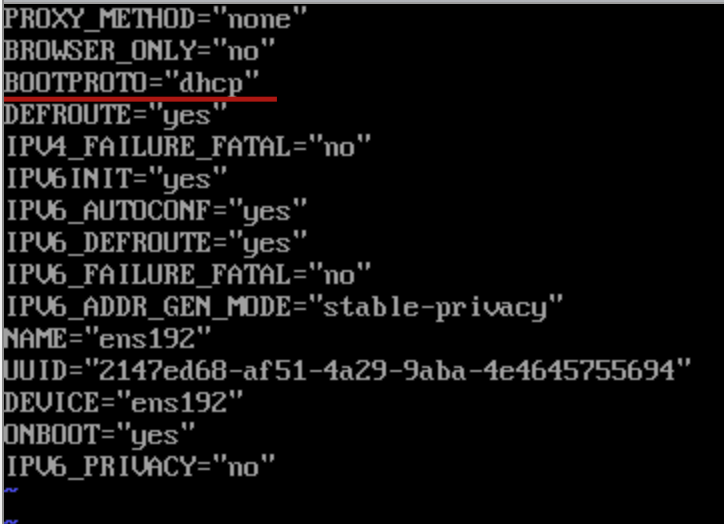 PROXY_METHOD="none"
BROWSER_ONLY="no"
BOOTPROTO="dhcp"
DEFROUTE="yes"
IPV4_FAILURE_FATAL="no"
IPV6INIT="yes"
IPV6_AUTOCONF="yes"
IPV6_DEFROUTE="yes"
IPV6_FAILURE_FATAL="no"
IPV6_ADDR_GEN_MODE="stable-privacy"
NAME="ens192"
UUID="2147ed68-af51-4a29-9aba-4e4645755694"
DEVICE="ens192"
ONBOOT="yes"
IPV6_PRIVACY="no"
~
~